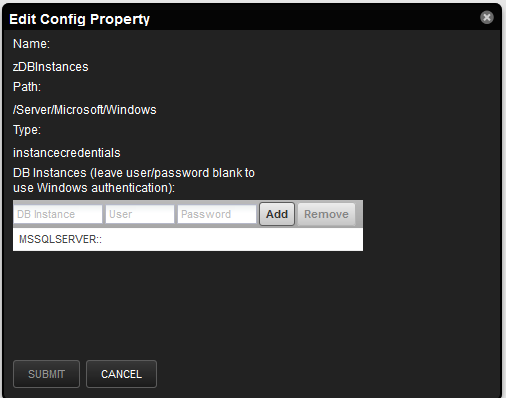 Edit Config Property
Name:
zDBInstances
Path:
/Server/Microsoft/Windows
Type:
instancecredentials
DB Instances (leave user/password blank to
use Windows authentication):
DB Instance User Password Add Remove
MSSQLSERVER::
SUBMIT CANCEL